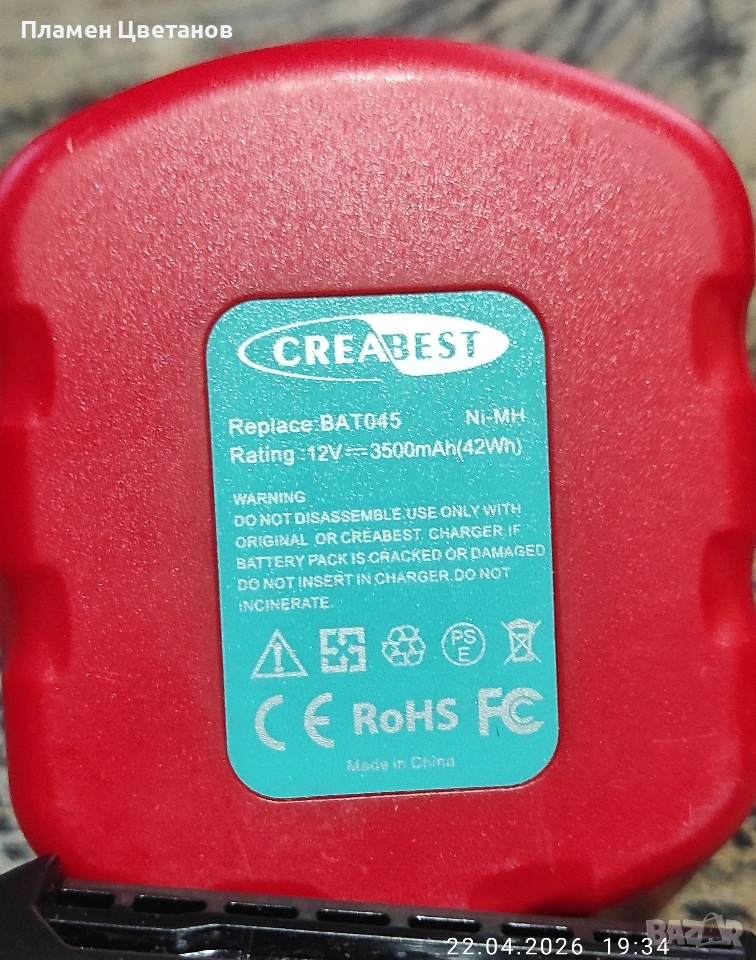 Пламен Цветанов
CREABEST
Replace:BAT045 Ni-MH
Rating :12V⎓3500mAh(42Wh)
WARNING
DO NOT DISASSEMBLE.USE ONLY WITH
ORIGINAL OR CREABEST CHARGER.IF
BATTERY PACK IS CRACKED OR DAMAGED
DO NOT INSERT IN CHARGER.DO NOT
INCINERATE.
PS
E
CE RoHS FC
Made in China
BAZAR
22.04.2026 19:34